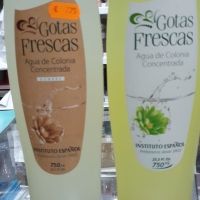 Gotas
Frescas
Agua de Colonia
Concentrada
INSTITUTO ESPAÑOL
750
Gotas
Frescas
Agua de Colonia
Concentrada
INSTITUTO ESPAÑOL
750